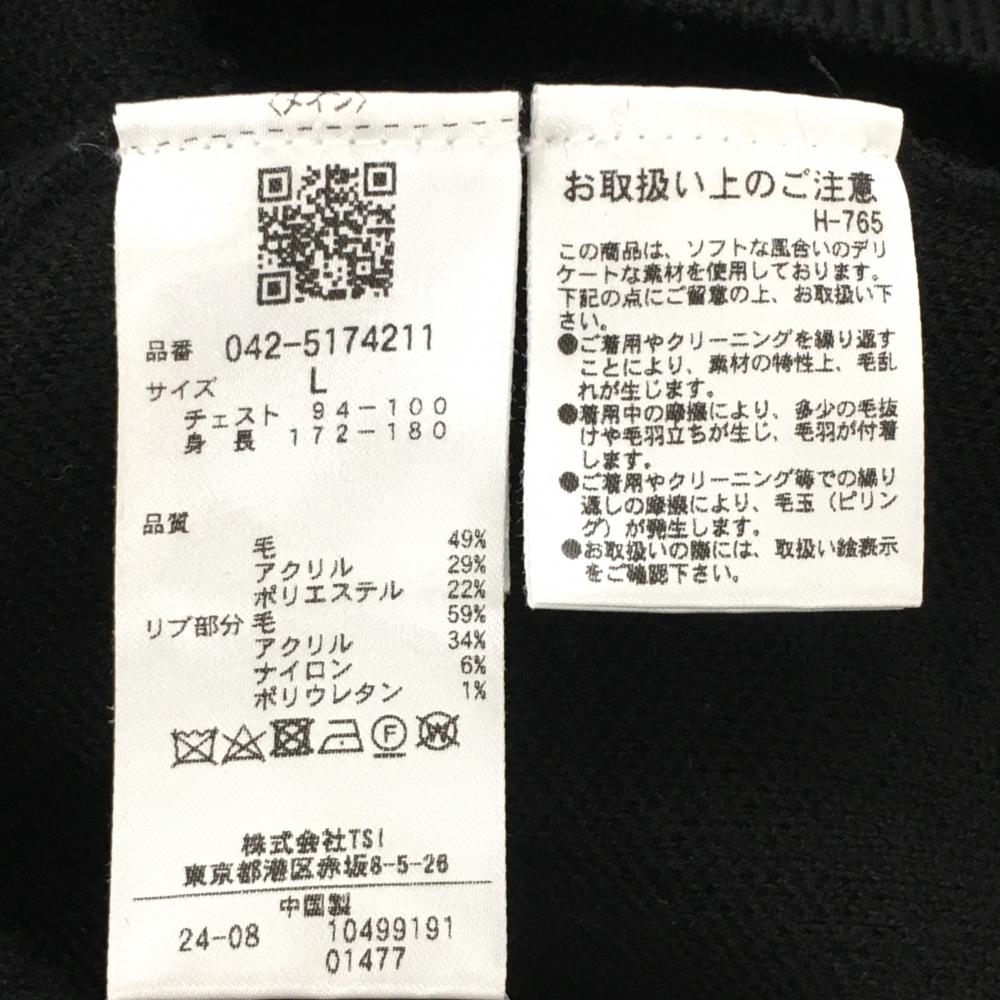 〈メイン〉
品番 042-5174211
サイズ L
チェスト 94-100
身長 172-180
品質
毛 49%
アクリル 29%
ポリエステル 22%
リブ部分 毛 59%
アクリル 34%
ナイロン 6%
ポリウレタン 1%
F W
株式会社TSI
東京都港区赤坂8-5-26
中国製
24-08 10499191
01477
お取扱い上のご注意
H-765
この商品は、ソフトな風合いのデリ
ケートな素材を使用しております。
下記の点にご留意の上、お取扱い下
さい。
●ご着用やクリーニングを繰り返す
ことにより、素材の特性上、毛乱
れが生じます。
●着用中の摩擦により、多少の毛抜
けや毛羽立ちが生じ、毛羽が付着
します。
●ご着用やクリーニング等での繰り
返しの摩擦により、毛玉（ピリン
グ）が発生します。
●お取扱いの際には、取扱い絵表示
をご確認下さい。